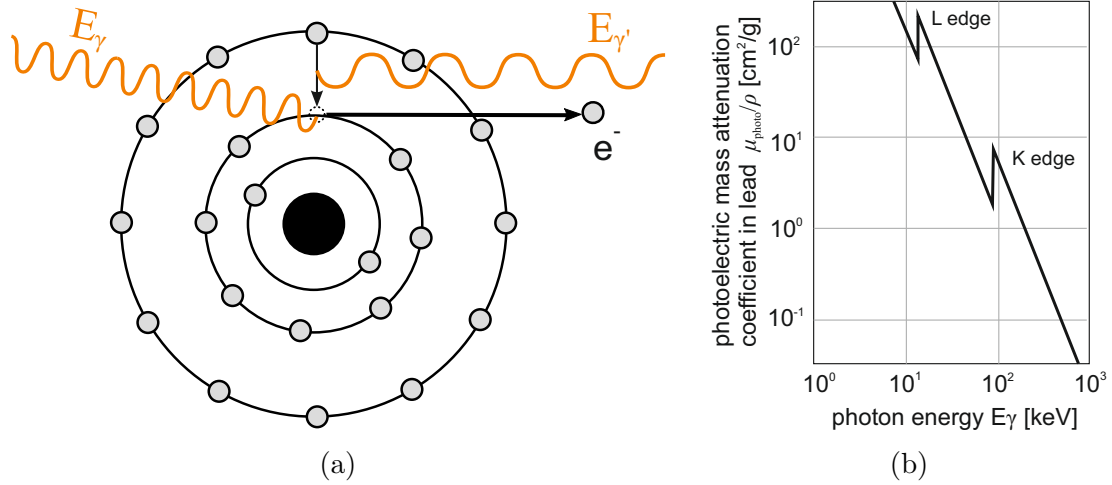 Eγ
Eγ'
e⁻
(a)
photoelectric mass attenuation
coefficient in lead μphoto/ρ [cm²/g]
10²
10¹
10⁰
10⁻¹
L edge
K edge
10⁰ 10¹ 10² 10³
photon energy Eγ [keV]
(b)